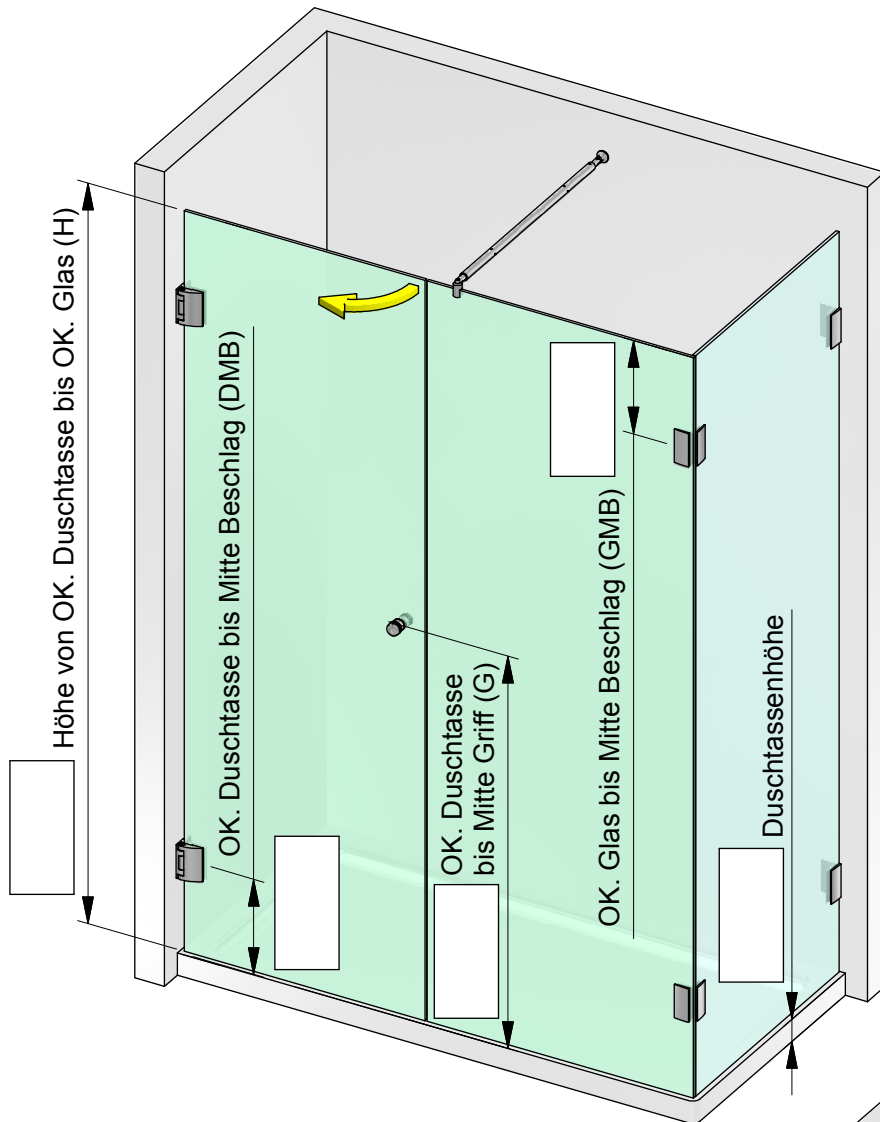 Höhe von OK. Duschtasse bis OK. Glas (H)
OK. Duschtasse bis Mitte Beschlag (DMB)
OK. Duschtasse
bis Mitte Griff (G)
OK. Glas bis Mitte Beschlag (GMB)
Duschtassenhöhe